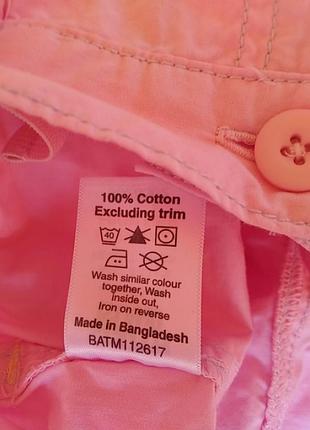 100% Cotton
Excluding trim
40
Wash similar colour
together, Wash
inside out,
Iron on reverse
Made in Bangladesh
BATM112617